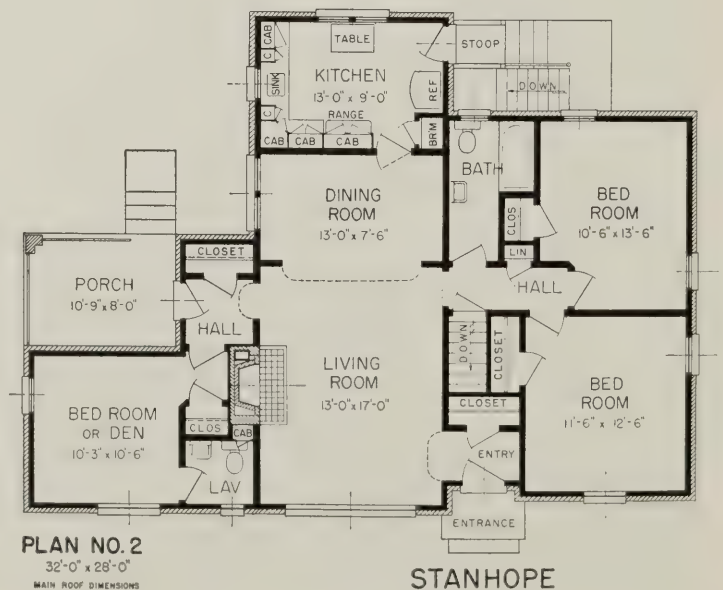 CAB
TABLE
STOOP
C
SINK
KITCHEN
13'-0" x 9'-0"
RANGE
REF
DOWN
C
CAB
CAB
CAB
BRM
BATH
DINING
ROOM
13'-0" x 7'-6"
CLOS
BED
ROOM
10'-6" x 13'-6"
LIN
CLOSET
PORCH
10'-9" x 8'-0"
HALL
HALL
LIVING
ROOM
13'-0" x 17'-0"
DOWN
CLOSET
BED
ROOM
11'-6" x 12'-6"
BED ROOM
OR DEN
10'-3" x 10'-6"
CLOS
CAB
LAV
CLOSET
ENTRY
ENTRANCE
PLAN NO. 2
32'-0" x 28'-0"
MAIN ROOF DIMENSIONS
STANHOPE